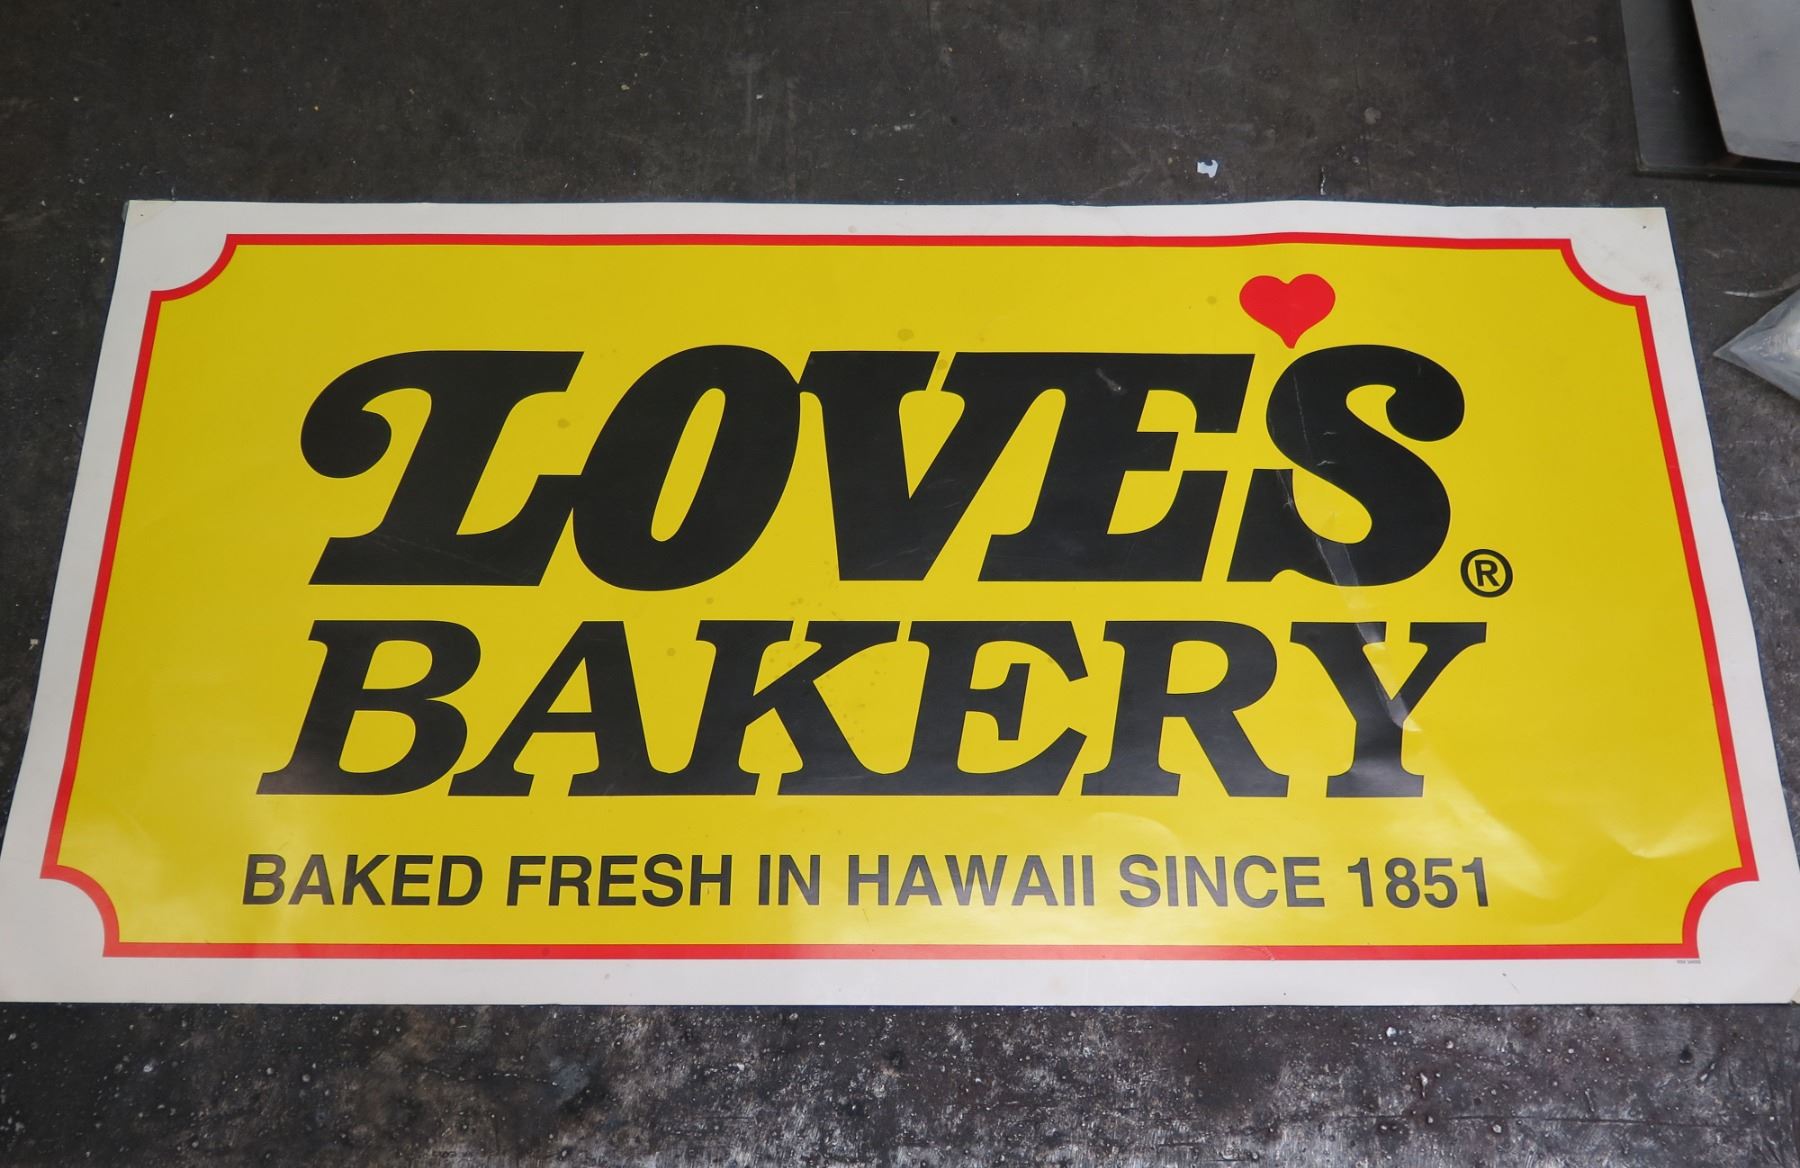 LOVE'S®
BAKERY
BAKED FRESH IN HAWAII SINCE 1851